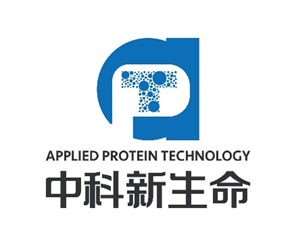 APPLIED PROTEIN TECHNOLOGY
中科新生命